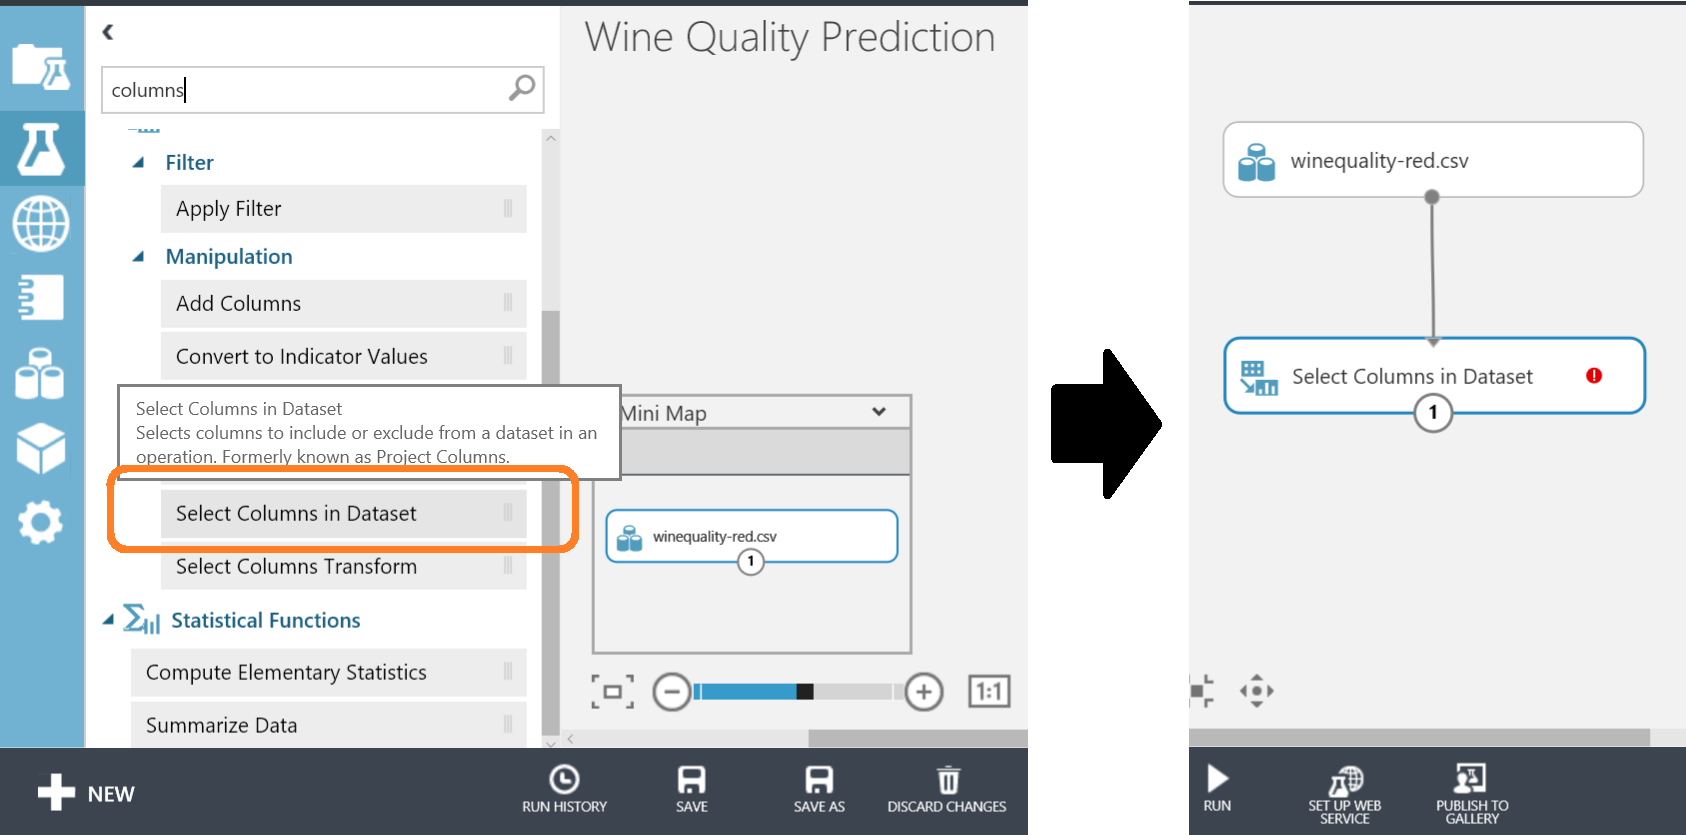 Wine Quality Prediction
columns
Filter
Apply Filter
Manipulation
Add Columns
Convert to Indicator Values
Select Columns in Dataset
Selects columns to include or exclude from a dataset in an
operation. Formerly known as Project Columns.
Select Columns in Dataset
Select Columns Transform
Statistical Functions
Compute Elementary Statistics
Summarize Data
Mini Map
winequality-red.csv
1
1:1
NEW
RUN HISTORY
SAVE
SAVE AS
DISCARD CHANGES
winequality-red.csv
Select Columns in Dataset
1
RUN
SET UP WEB
SERVICE
PUBLISH TO
GALLERY